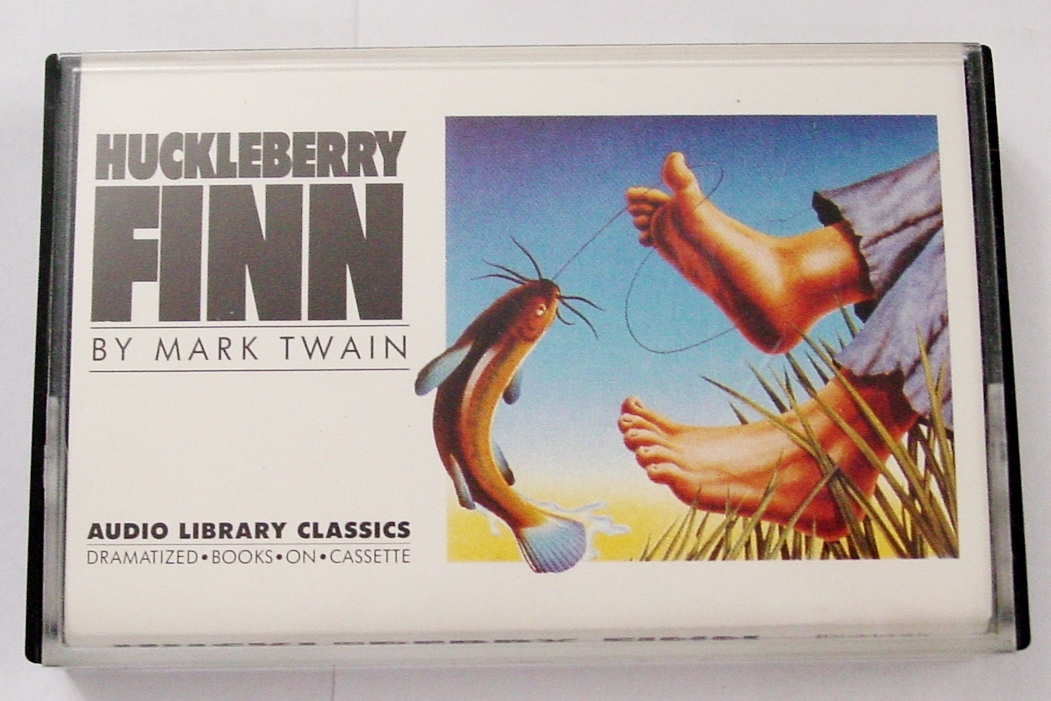 HUCKLEBERRY
FINN
BY MARK TWAIN
AUDIO LIBRARY CLASSICS
DRAMATIZED•BOOKS•ON•CASSETTE